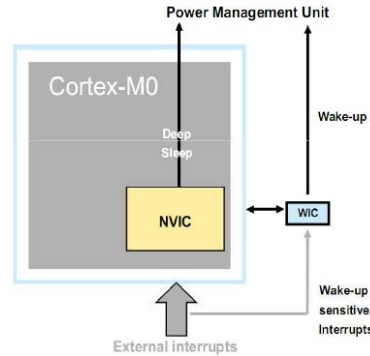 Power Management Unit
Cortex-M0
Deep
Sleep
Wake-up
NVIC
WIC
Wake-up
sensitive
Interrupts
External interrupts